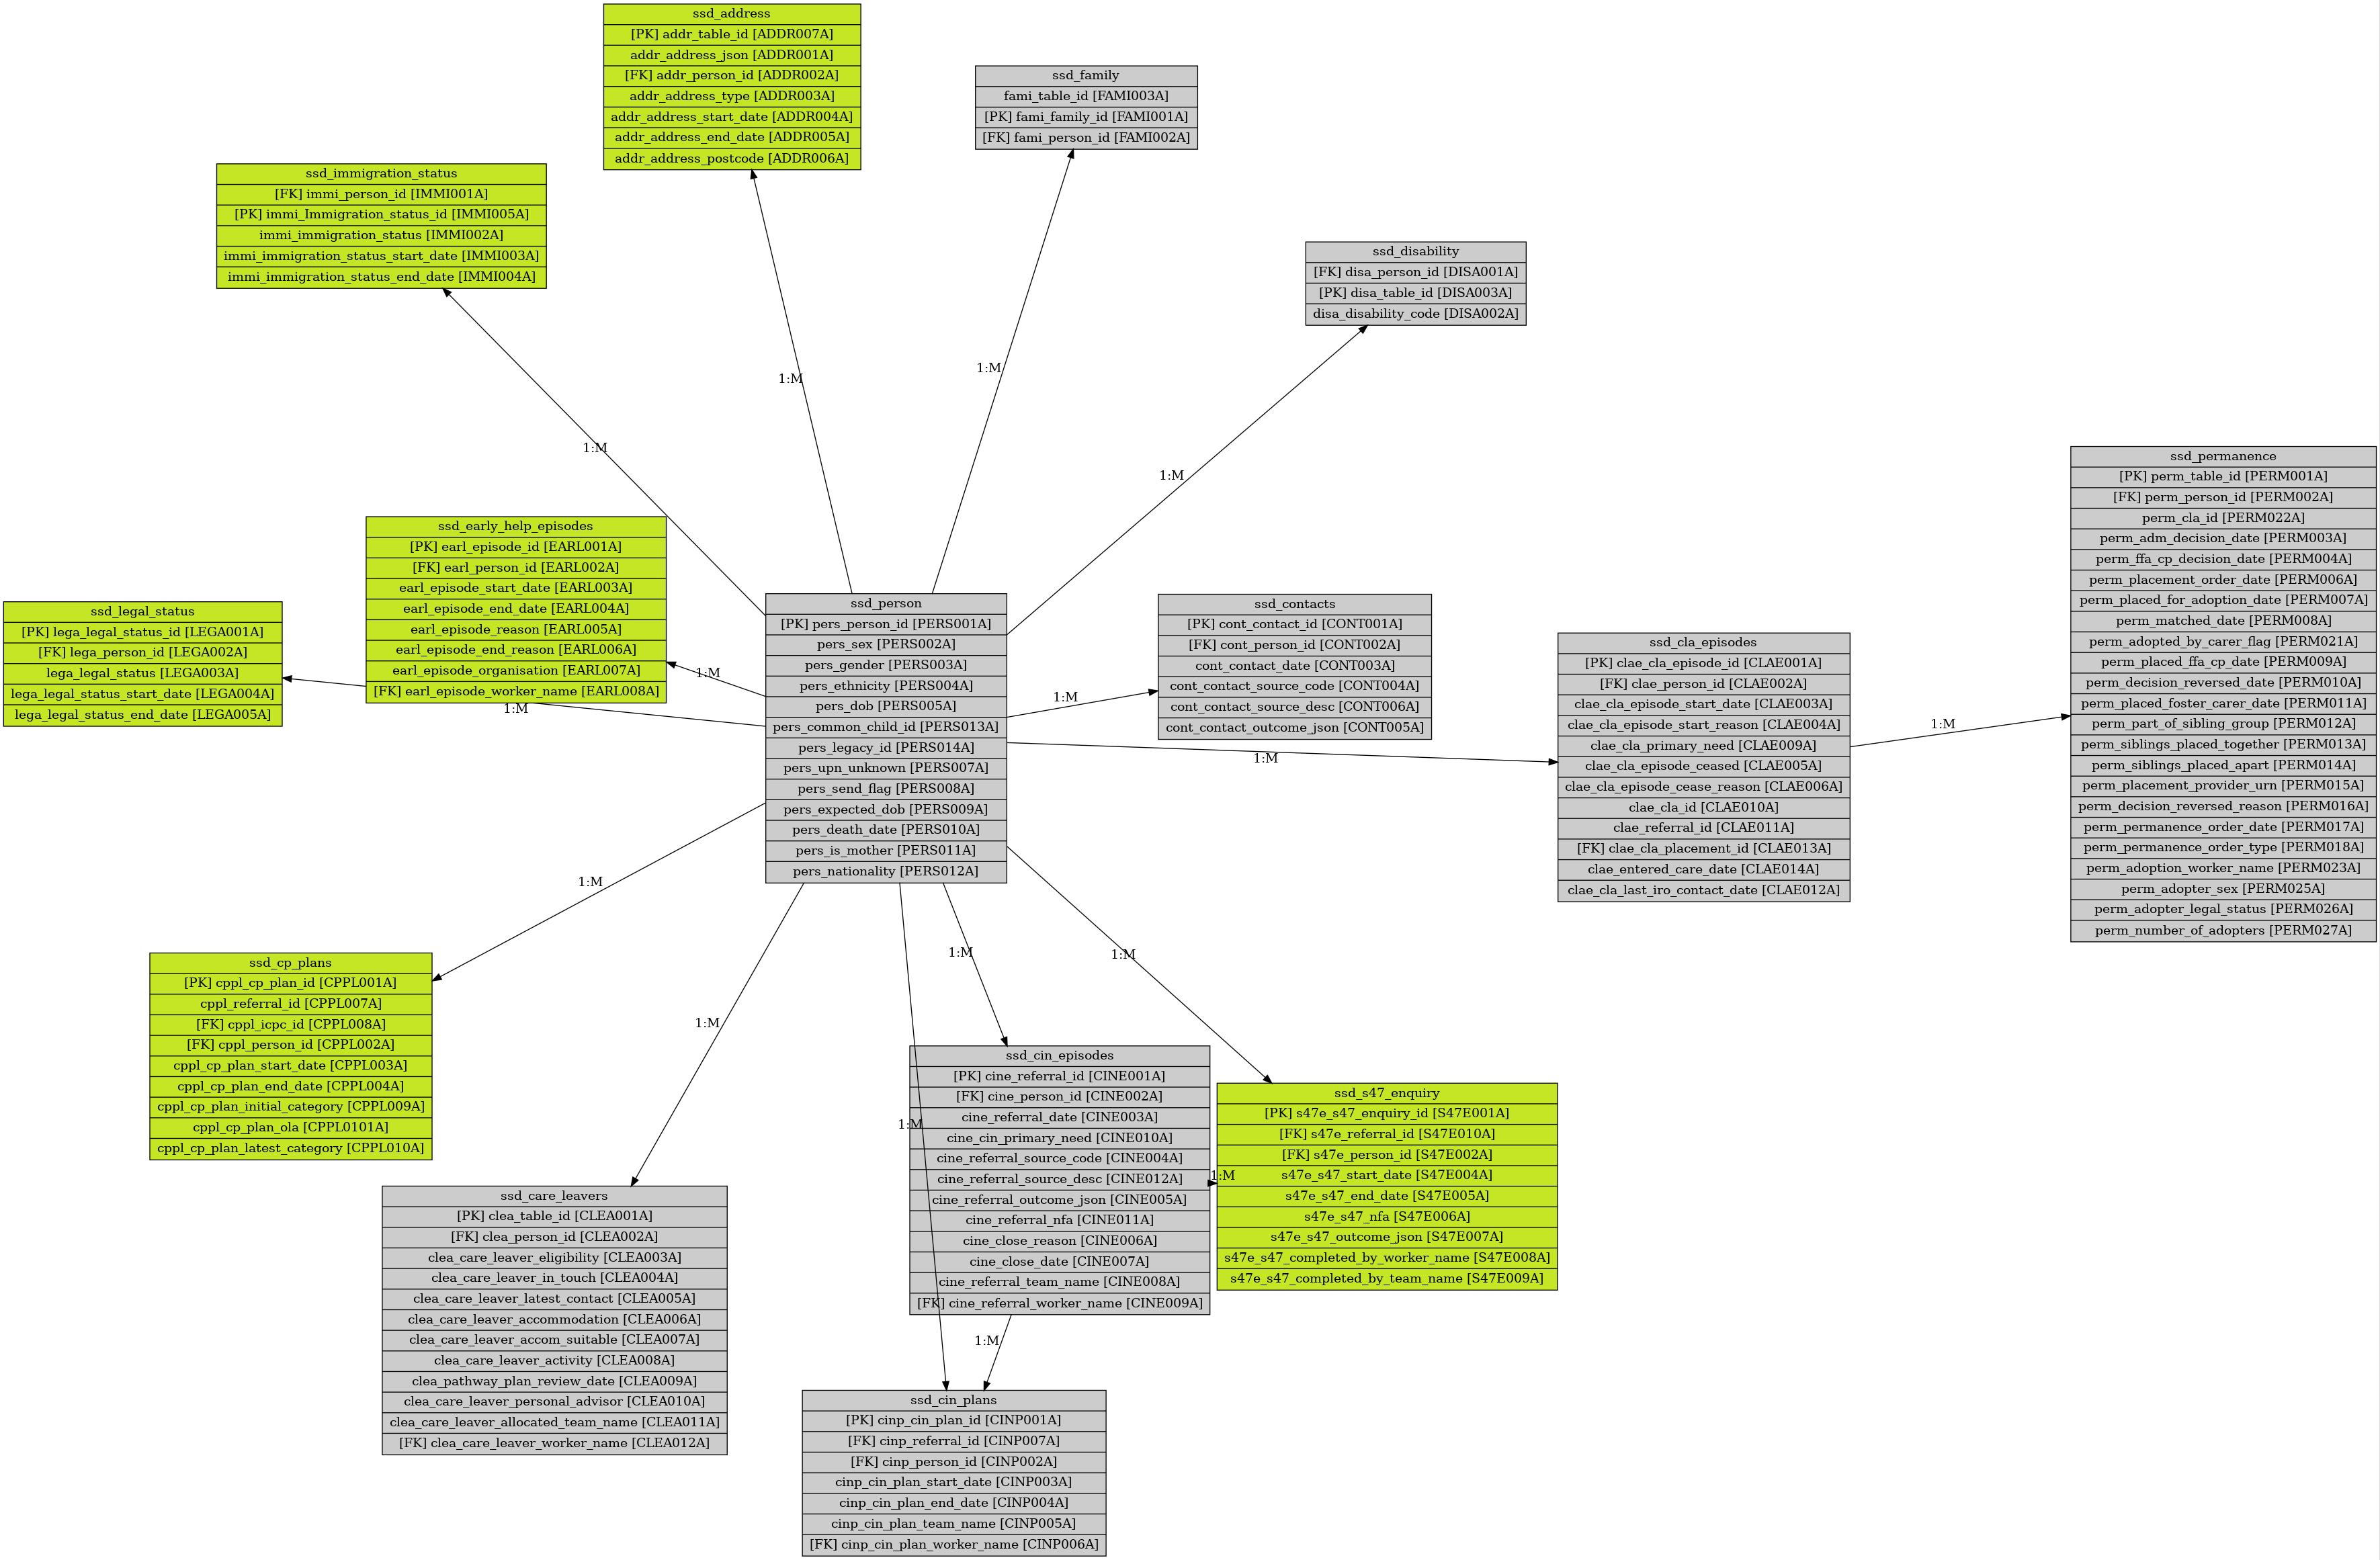 ssd_address
[PK] addr_table_id [ADDR007A]
addr_address_json [ADDR001A]
[FK] addr_person_id [ADDR002A]
addr_address_type [ADDR003A]
addr_address_start_date [ADDR004A]
addr_address_end_date [ADDR005A]
addr_address_postcode [ADDR006A]
ssd_family
fami_table_id [FAMI003A]
[PK] fami_family_id [FAMI001A]
[FK] fami_person_id [FAMI002A]
ssd_immigration_status
[FK] immi_person_id [IMMI001A]
[PK] immi_Immigration_status_id [IMMI005A]
immi_immigration_status [IMMI002A]
immi_immigration_status_start_date [IMMI003A]
immi_immigration_status_end_date [IMMI004A]
ssd_disability
[FK] disa_person_id [DISA001A]
[PK] disa_table_id [DISA003A]
disa_disability_code [DISA002A]
1:M
1:M
1:M
1:M
ssd_permanence
[PK] perm_table_id [PERM001A]
[FK] perm_person_id [PERM002A]
perm_cla_id [PERM022A]
perm_adm_decision_date [PERM003A]
perm_ffa_cp_decision_date [PERM004A]
perm_placement_order_date [PERM006A]
perm_placed_for_adoption_date [PERM007A]
perm_matched_date [PERM008A]
perm_adopted_by_carer_flag [PERM021A]
perm_placed_ffa_cp_date [PERM009A]
perm_decision_reversed_date [PERM010A]
perm_placed_foster_carer_date [PERM011A]
perm_part_of_sibling_group [PERM012A]
perm_siblings_placed_together [PERM013A]
perm_siblings_placed_apart [PERM014A]
perm_placement_provider_urn [PERM015A]
perm_decision_reversed_reason [PERM016A]
perm_permanence_order_date [PERM017A]
perm_permanence_order_type [PERM018A]
perm_adoption_worker_name [PERM023A]
perm_adopter_sex [PERM025A]
perm_adopter_legal_status [PERM026A]
perm_number_of_adopters [PERM027A]
ssd_early_help_episodes
[PK] earl_episode_id [EARL001A]
[FK] earl_person_id [EARL002A]
earl_episode_start_date [EARL003A]
earl_episode_end_date [EARL004A]
earl_episode_reason [EARL005A]
earl_episode_end_reason [EARL006A]
earl_episode_organisation [EARL007A]
[FK] earl_episode_worker_name [EARL008A]
ssd_legal_status
[PK] lega_legal_status_id [LEGA001A]
[FK] lega_person_id [LEGA002A]
lega_legal_status [LEGA003A]
lega_legal_status_start_date [LEGA004A]
lega_legal_status_end_date [LEGA005A]
ssd_person
[PK] pers_person_id [PERS001A]
pers_sex [PERS002A]
pers_gender [PERS003A]
pers_ethnicity [PERS004A]
pers_dob [PERS005A]
pers_common_child_id [PERS013A]
pers_legacy_id [PERS014A]
pers_upn_unknown [PERS007A]
pers_send_flag [PERS008A]
pers_expected_dob [PERS009A]
pers_death_date [PERS010A]
pers_is_mother [PERS011A]
pers_nationality [PERS012A]
ssd_contacts
[PK] cont_contact_id [CONT001A]
[FK] cont_person_id [CONT002A]
cont_contact_date [CONT003A]
cont_contact_source_code [CONT004A]
cont_contact_source_desc [CONT006A]
cont_contact_outcome_json [CONT005A]
ssd_cla_episodes
[PK] clae_cla_episode_id [CLAE001A]
[FK] clae_person_id [CLAE002A]
clae_cla_episode_start_date [CLAE003A]
clae_cla_episode_start_reason [CLAE004A]
clae_cla_primary_need [CLAE009A]
clae_cla_episode_ceased [CLAE005A]
clae_cla_episode_cease_reason [CLAE006A]
clae_cla_id [CLAE010A]
clae_referral_id [CLAE011A]
[FK] clae_cla_placement_id [CLAE013A]
clae_entered_care_date [CLAE014A]
clae_cla_last_iro_contact_date [CLAE012A]
1:M
1:M
1:M
1:M
1:M
1:M
1:M
1:M
1:M
1:M
ssd_cp_plans
[PK] cppl_cp_plan_id [CPPL001A]
cppl_referral_id [CPPL007A]
[FK] cppl_icpc_id [CPPL008A]
[FK] cppl_person_id [CPPL002A]
cppl_cp_plan_start_date [CPPL003A]
cppl_cp_plan_end_date [CPPL004A]
cppl_cp_plan_initial_category [CPPL009A]
cppl_cp_plan_ola [CPPL0101A]
cppl_cp_plan_latest_category [CPPL010A]
ssd_cin_episodes
[PK] cine_referral_id [CINE001A]
[FK] cine_person_id [CINE002A]
cine_referral_date [CINE003A]
cine_cin_primary_need [CINE010A]
cine_referral_source_code [CINE004A]
cine_referral_source_desc [CINE012A]
cine_referral_outcome_json [CINE005A]
cine_referral_nfa [CINE011A]
cine_close_reason [CINE006A]
cine_close_date [CINE007A]
cine_referral_team_name [CINE008A]
[FK] cine_referral_worker_name [CINE009A]
1:M
ssd_s47_enquiry
[PK] s47e_s47_enquiry_id [S47E001A]
[FK] s47e_referral_id [S47E010A]
[FK] s47e_person_id [S47E002A]
s47e_s47_start_date [S47E004A]
s47e_s47_end_date [S47E005A]
s47e_s47_nfa [S47E006A]
s47e_s47_outcome_json [S47E007A]
s47e_s47_completed_by_worker_name [S47E008A]
s47e_s47_completed_by_team_name [S47E009A]
ssd_care_leavers
[PK] clea_table_id [CLEA001A]
[FK] clea_person_id [CLEA002A]
clea_care_leaver_eligibility [CLEA003A]
clea_care_leaver_in_touch [CLEA004A]
clea_care_leaver_latest_contact [CLEA005A]
clea_care_leaver_accommodation [CLEA006A]
clea_care_leaver_accom_suitable [CLEA007A]
clea_care_leaver_activity [CLEA008A]
clea_pathway_plan_review_date [CLEA009A]
clea_care_leaver_personal_advisor [CLEA010A]
clea_care_leaver_allocated_team_name [CLEA011A]
[FK] clea_care_leaver_worker_name [CLEA012A]
1:M
ssd_cin_plans
[PK] cinp_cin_plan_id [CINP001A]
[FK] cinp_referral_id [CINP007A]
[FK] cinp_person_id [CINP002A]
cinp_cin_plan_start_date [CINP003A]
cinp_cin_plan_end_date [CINP004A]
cinp_cin_plan_team_name [CINP005A]
[FK] cinp_cin_plan_worker_name [CINP006A]